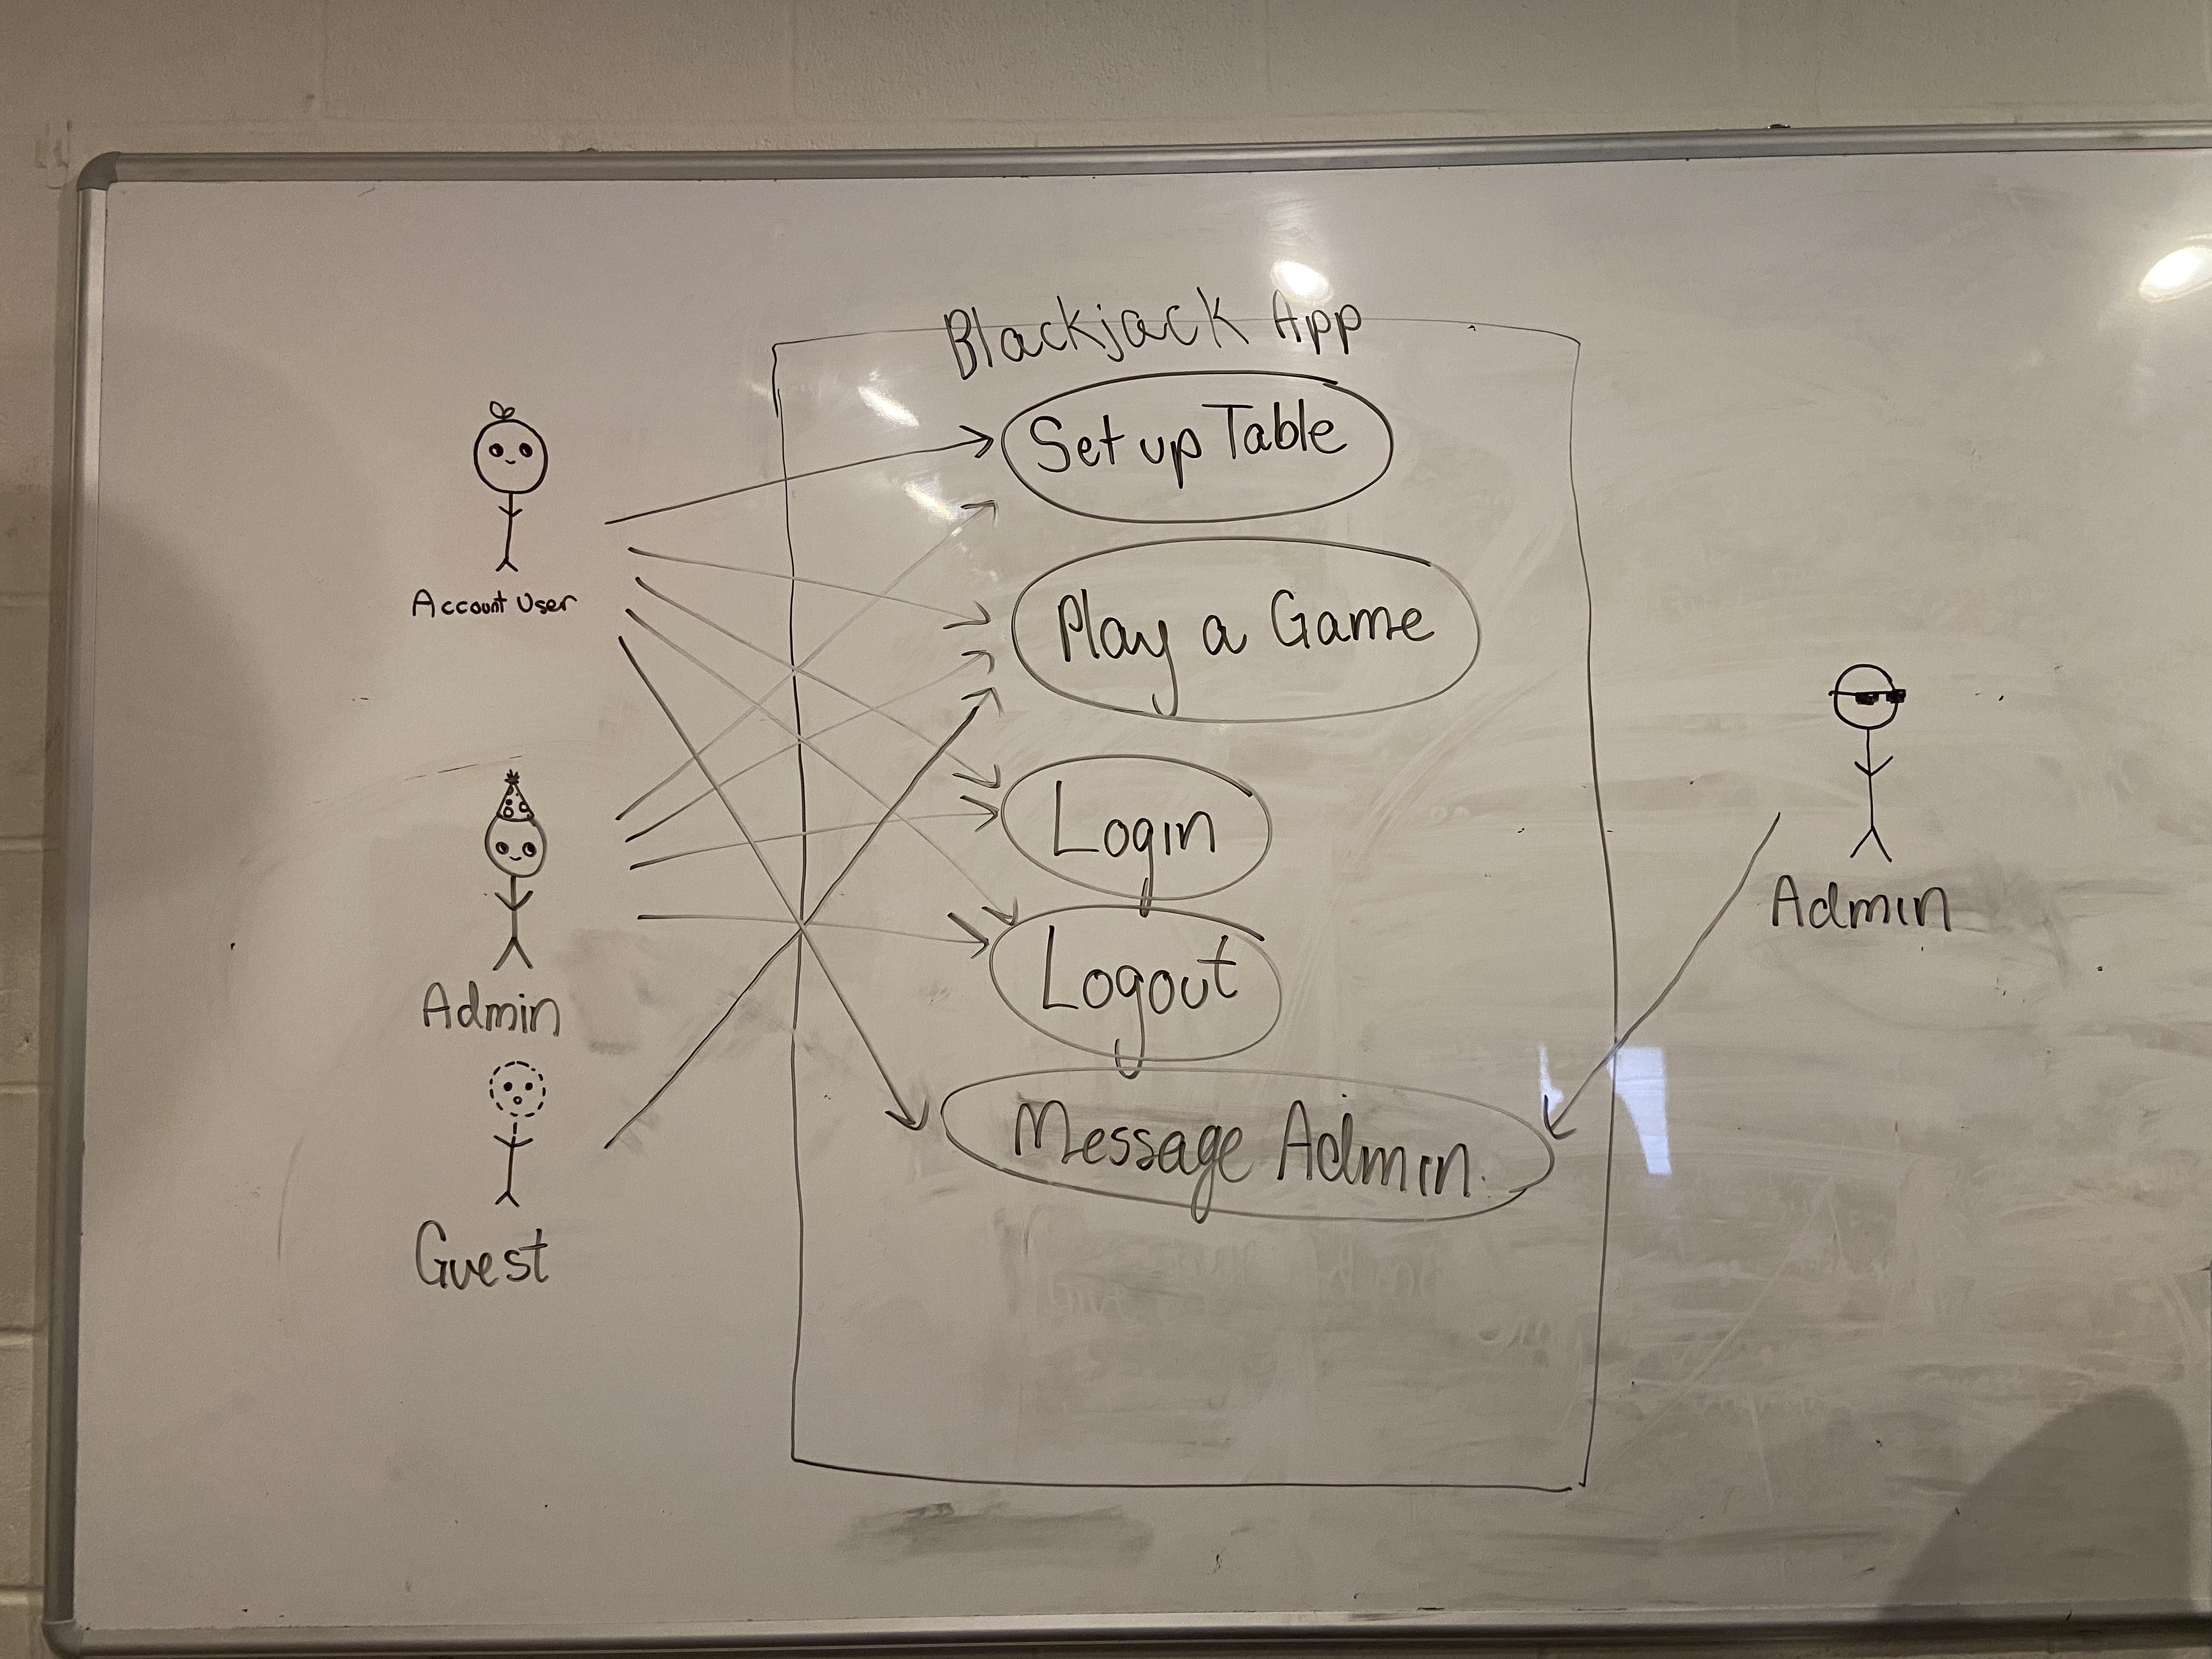 Blackjack App
Set up Table
Account User
Play a Game
Login
Admin
Admin
Logout
Message Admin
Guest